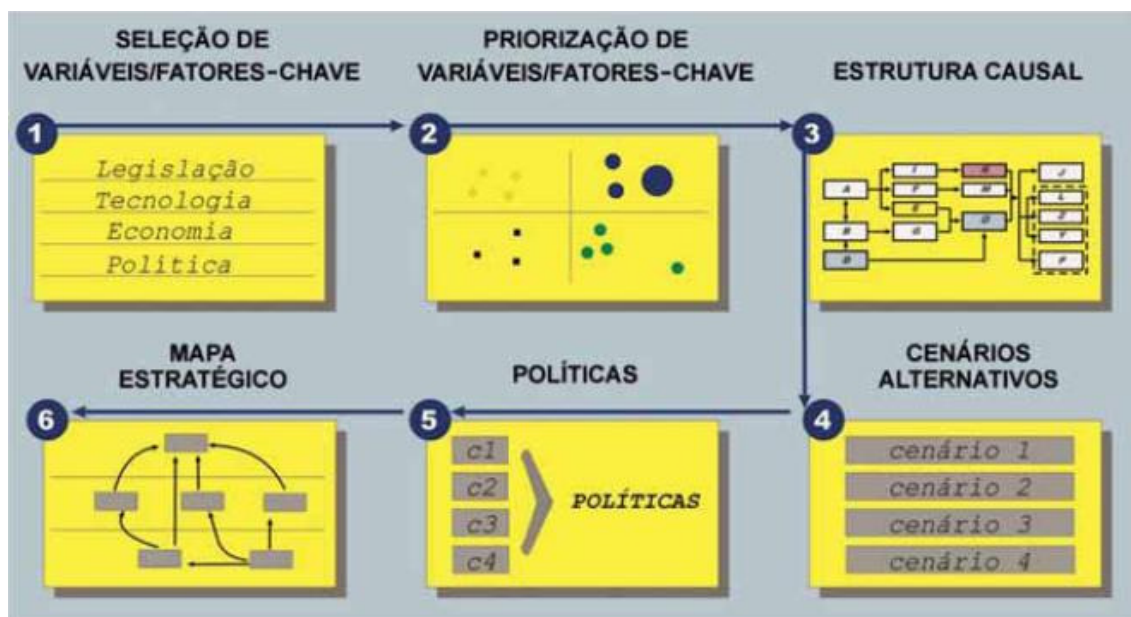 SELEÇÃO DE
VARIÁVEIS/FATORES-CHAVE
PRIORIZAÇÃO DE
VARIÁVEIS/FATORES-CHAVE
ESTRUTURA CAUSAL
1
2
3
Legislação
Tecnologia
Economia
Política
A
B
I
F
E
G
M
J
L
P
MAPA
ESTRATÉGICO
POLÍTICAS
CENÁRIOS
ALTERNATIVOS
6
5
4
c1
c2
c3
c4
POLÍTICAS
cenário 1
cenário 2
cenário 3
cenário 4